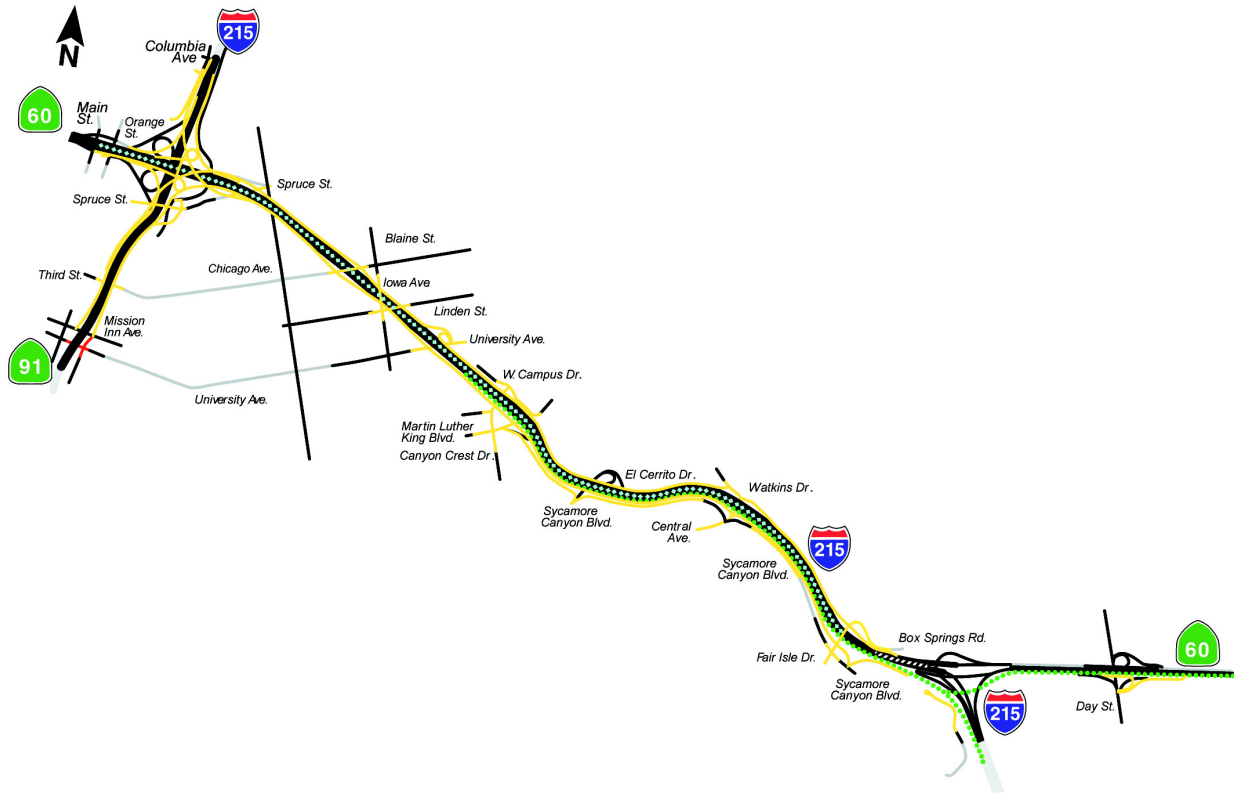 215
Columbia
Ave
N
60
Main
St.
Orange
St.
Spruce St.
Spruce St.
Blaine St.
Chicago Ave.
Third St.
Iowa Ave
Linden St.
Mission
Inn Ave.
University Ave.
91
W. Campus Dr.
University Ave.
Martin Luther
King Blvd.
Canyon Crest Dr.
El Cerrito Dr.
Watkins Dr.
Sycamore
Canyon Blvd.
Central
Ave.
215
Sycamore
Canyon Blvd.
Box Springs Rd.
60
Fair Isle Dr.
Sycamore
Canyon Blvd.
215
Day St.